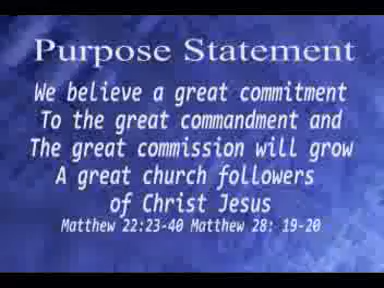 Purpose Statement
We believe a great commitment
To the great commandment and
The great commission will grow
A great church followers
of Christ Jesus
Matthew 22:23-40 Matthew 28: 19-20